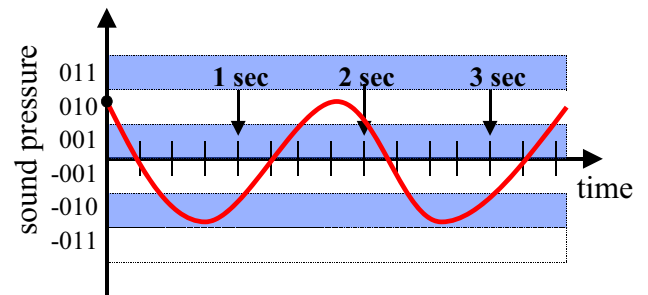 sound pressure
011
010
001
-001
-010
-011
1 sec
2 sec
3 sec
time